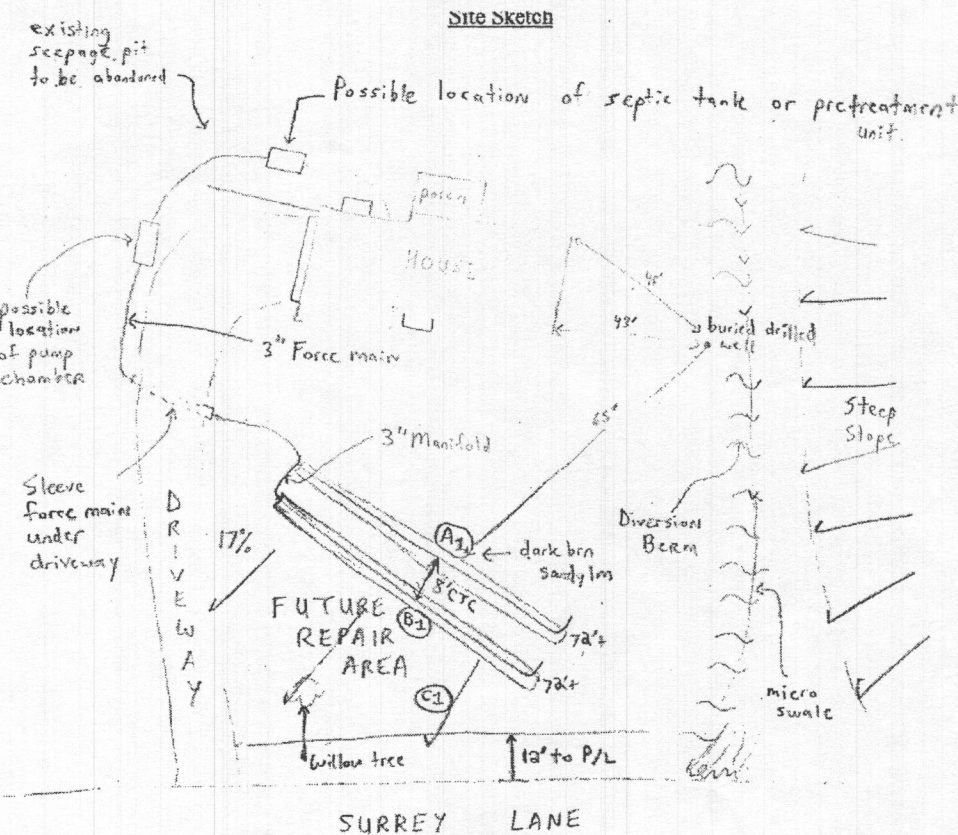 Site Sketch
existing
seepage pit
to be abandoned
Possible location of septic tank or pretreatment
unit.
porch
HOUSE
45'
43'
buried drilled
well
possible
location
of pump
chamber
3" Force main
65'
Steep
Slope
3" Manifold
Sleeve
force main
under
driveway
DRIVEWAY
17%
A1
dark brn
sandy lm
Diversion
Berm
8' CTC
B1
FUTURE
REPAIR
AREA
72'±
72'±
C1
micro
swale
willow tree
12' to P/L
SURREY LANE